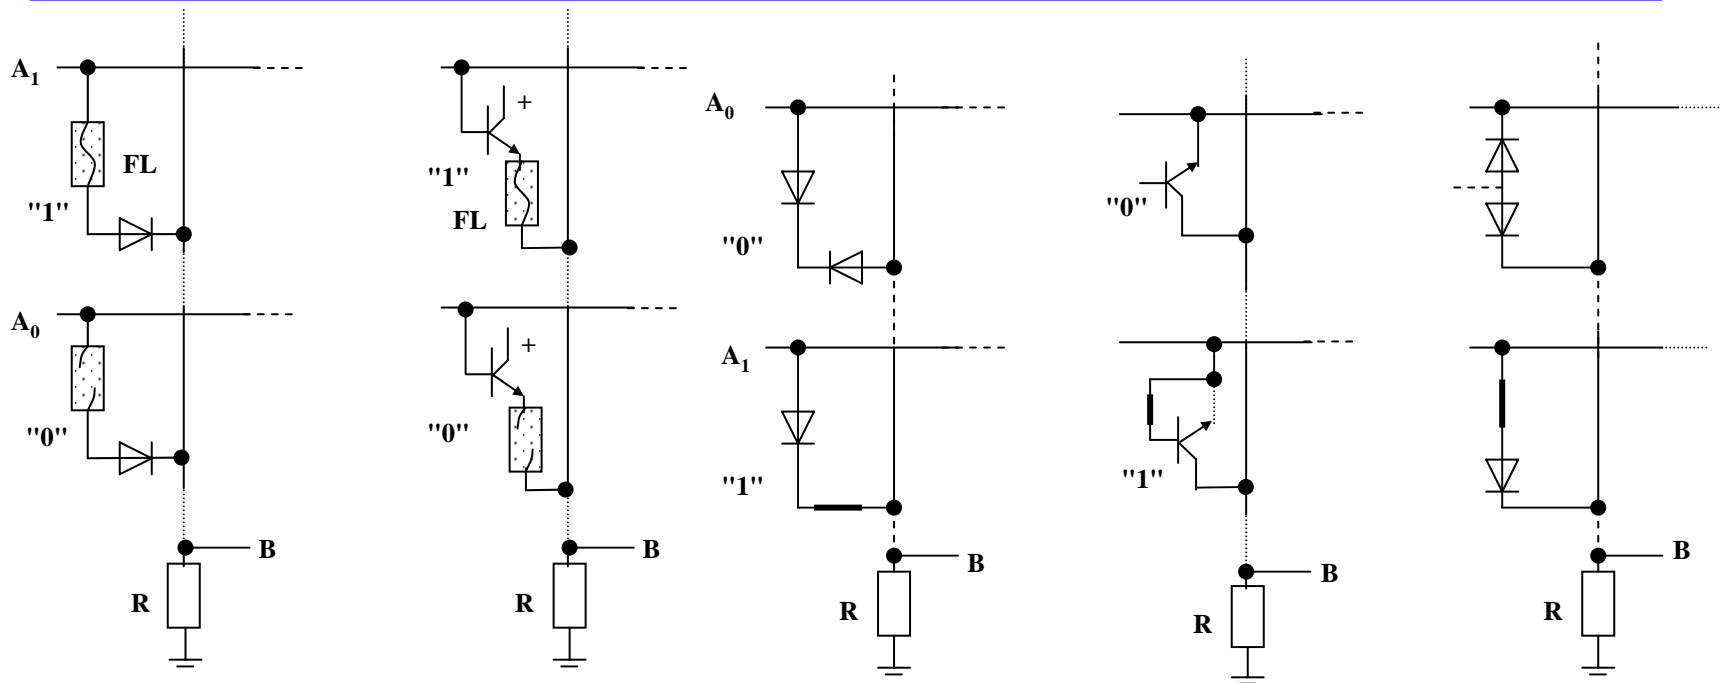 A₁
FL
"1"
A₀
"0"
B
R
+
"1"
FL
+
"0"
B
R
A₀
"0"
A₁
"1"
B
R
"0"
"1"
B
R
B
R